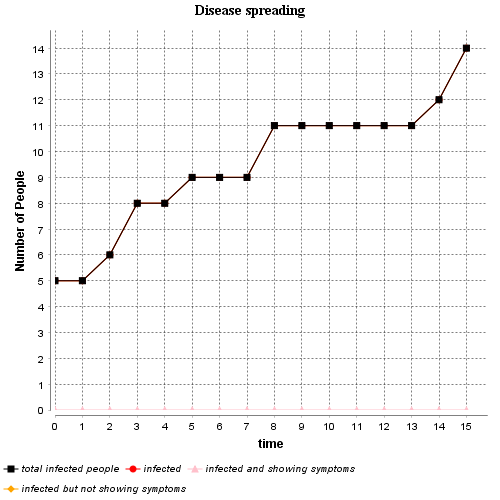 Disease spreading
14
13
12
11
10
9
8
7
6
5
4
3
2
1
0
Number of People
0 1 2 3 4 5 6 7 8 9 10 11 12 13 14 15
time
total infected people infected infected and showing symptoms
infected but not showing symptoms